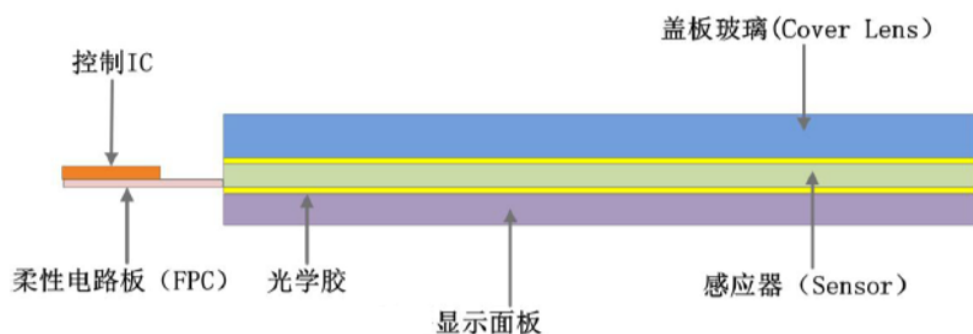 盖板玻璃(Cover Lens）
控制IC
柔性电路板（FPC）
光学胶
感应器（Sensor）
显示面板